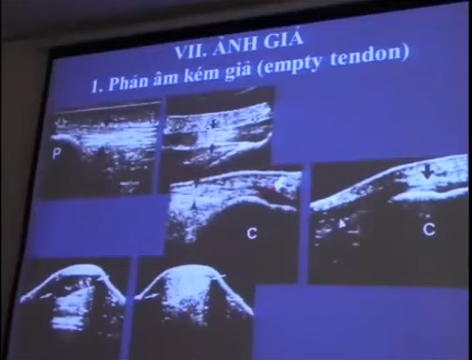 VII. ẢNH GIẢ
1. Phản âm kém giả (empty tendon)
P
C
C